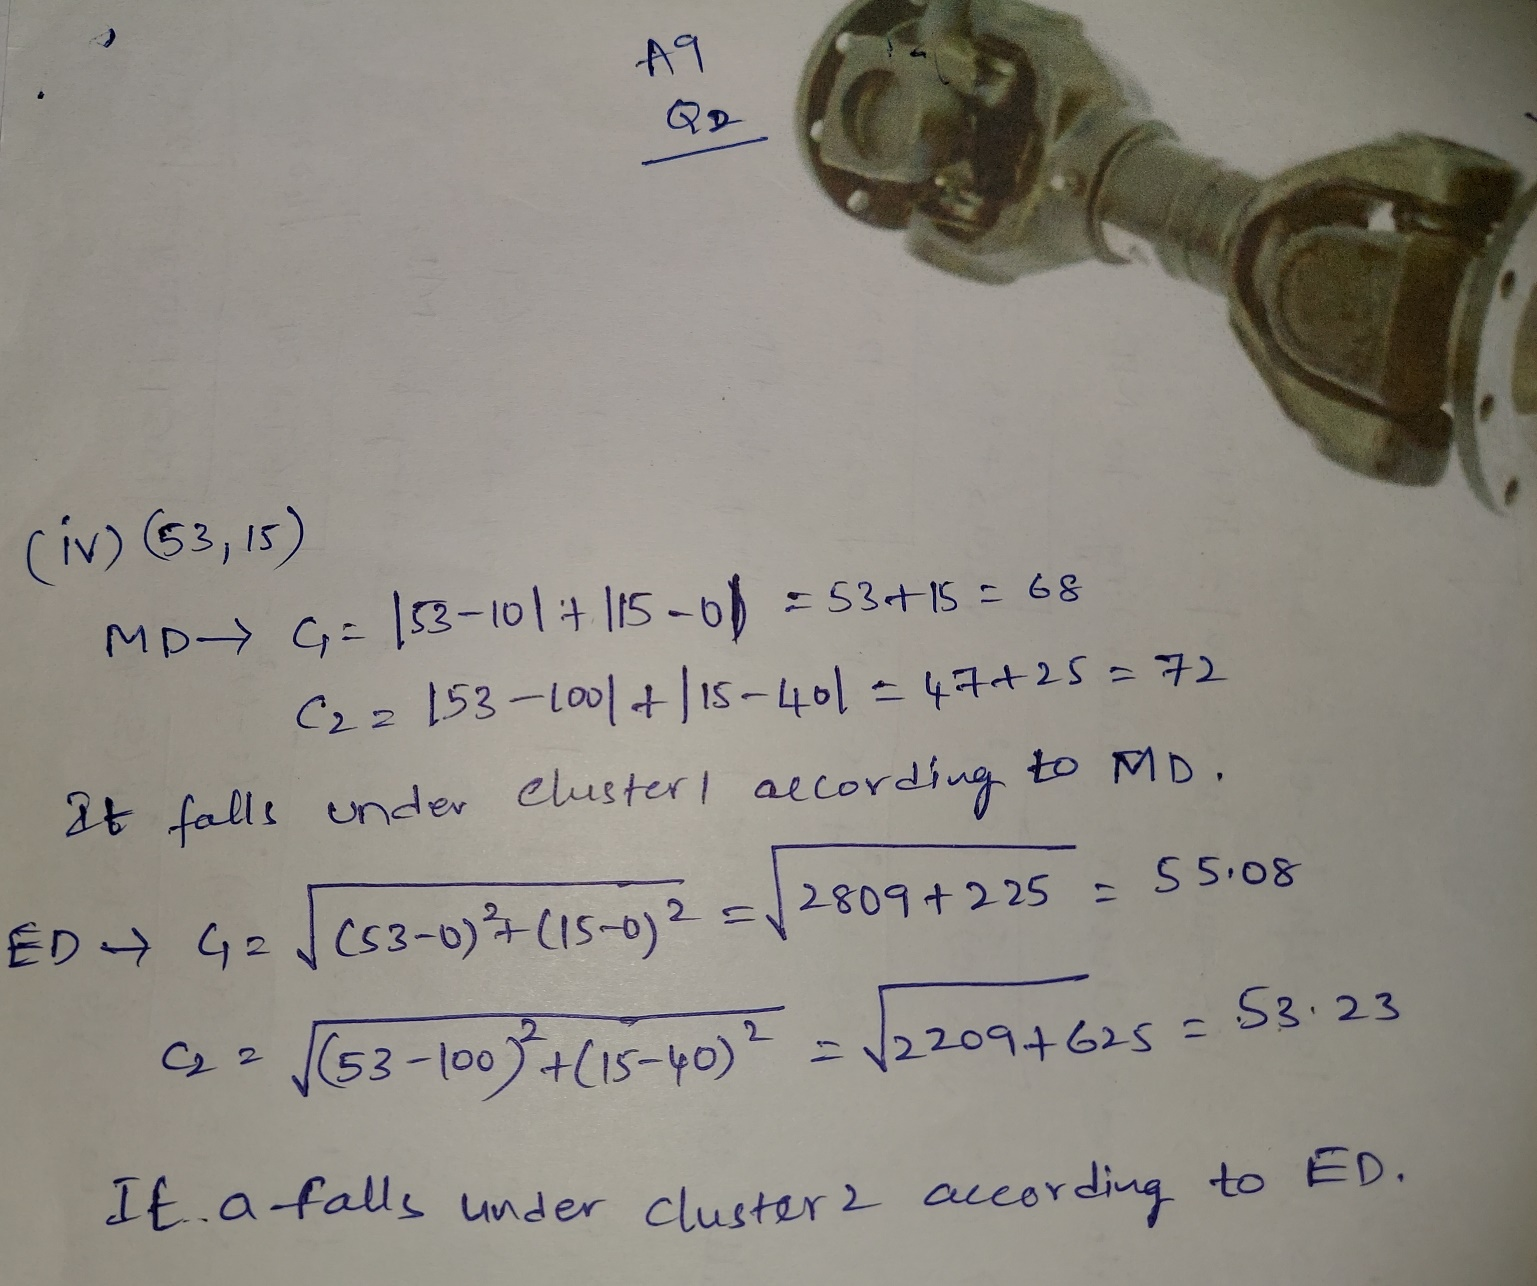 A9
Q2
(iv) (53, 15)
MD → C1 = |53-10| + |15-0| = 53+15 = 68
C2 = |53-100| + |15-40| = 47+25 = 72
It falls under cluster 1 according to MD.
ED → C1 = √(53-0)²+(15-0)² = √2809+225 = 55.08
C2 = √(53-100)²+(15-40)² = √2209+625 = 53.23
It a falls under cluster 2 according to ED.